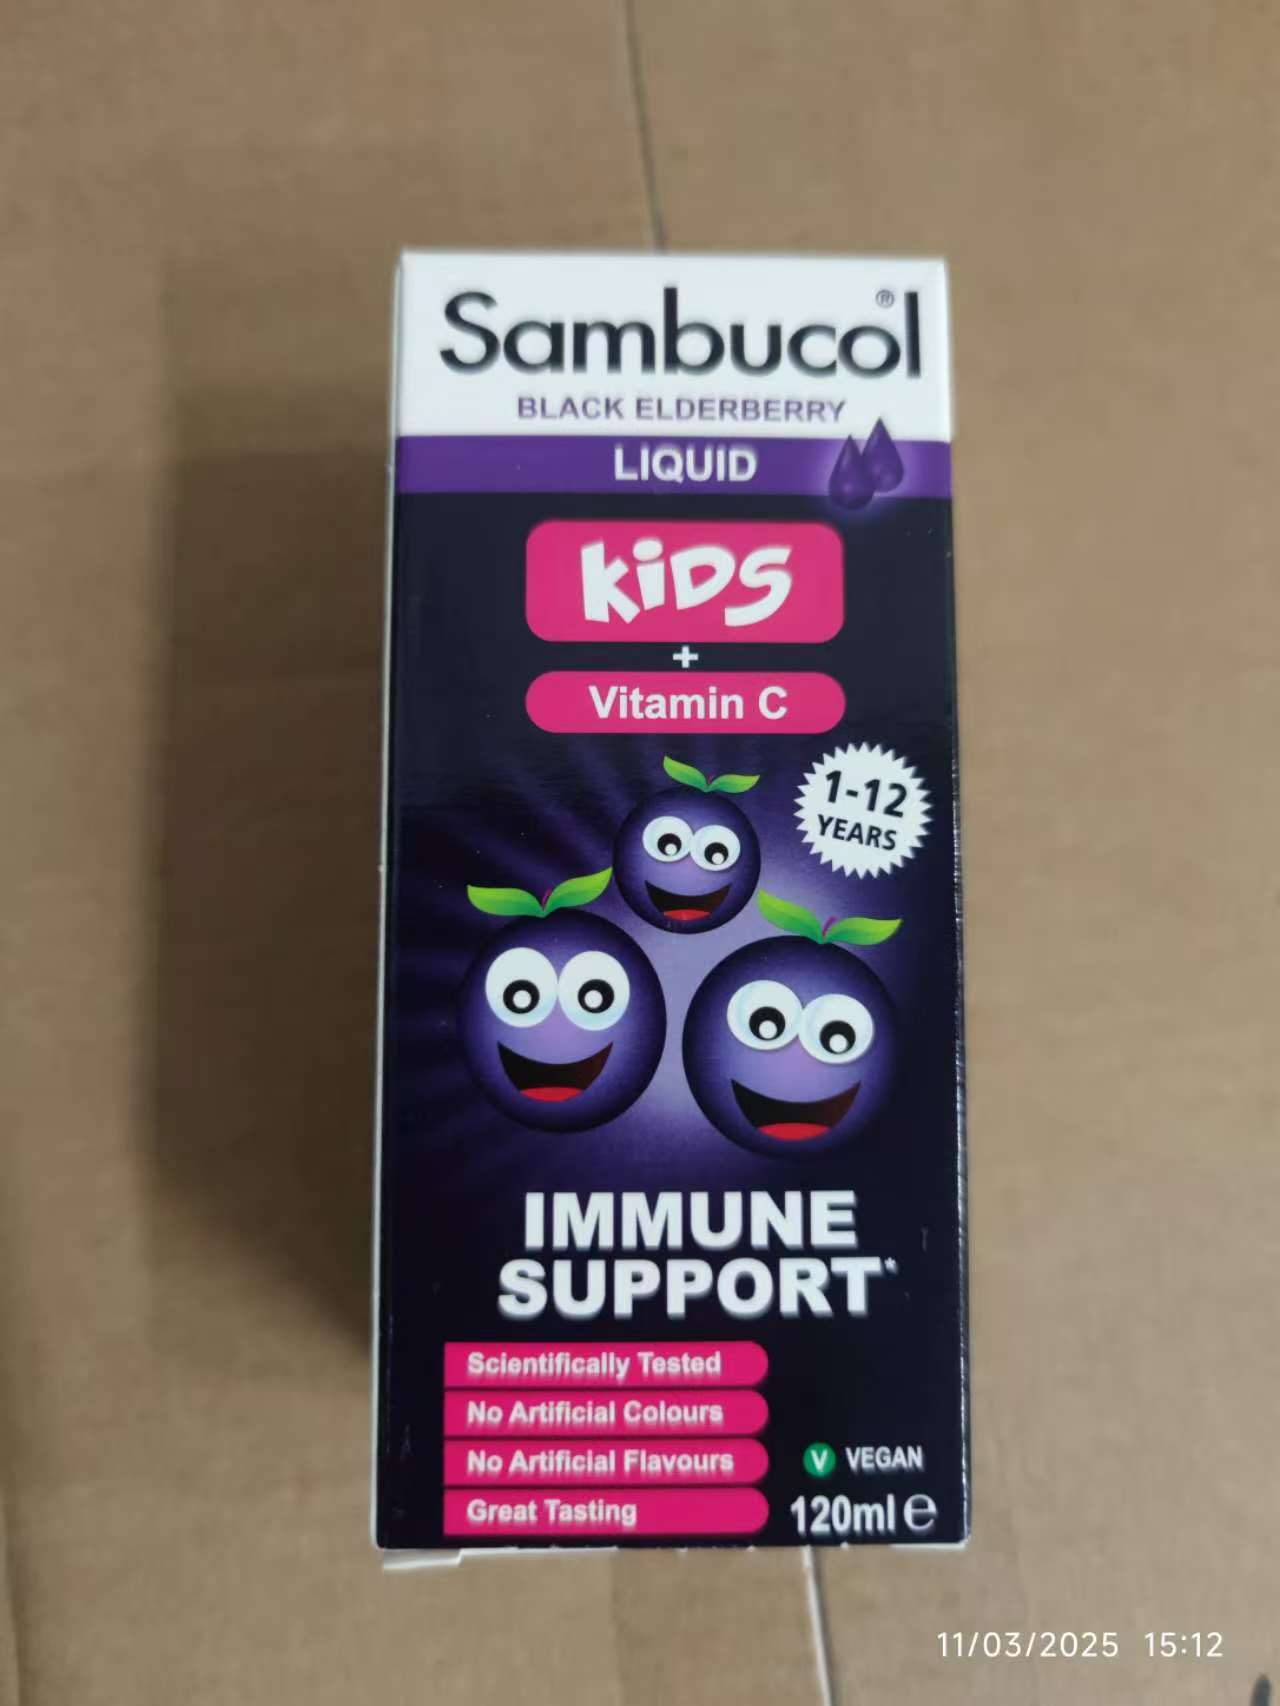 Sambucol®
BLACK ELDERBERRY
LIQUID
KiDS
+
Vitamin C
1-12
YEARS
IMMUNE
SUPPORT*
Scientifically Tested
No Artificial Colours
No Artificial Flavours
Great Tasting
V VEGAN
120ml e
11/03/2025 15:12